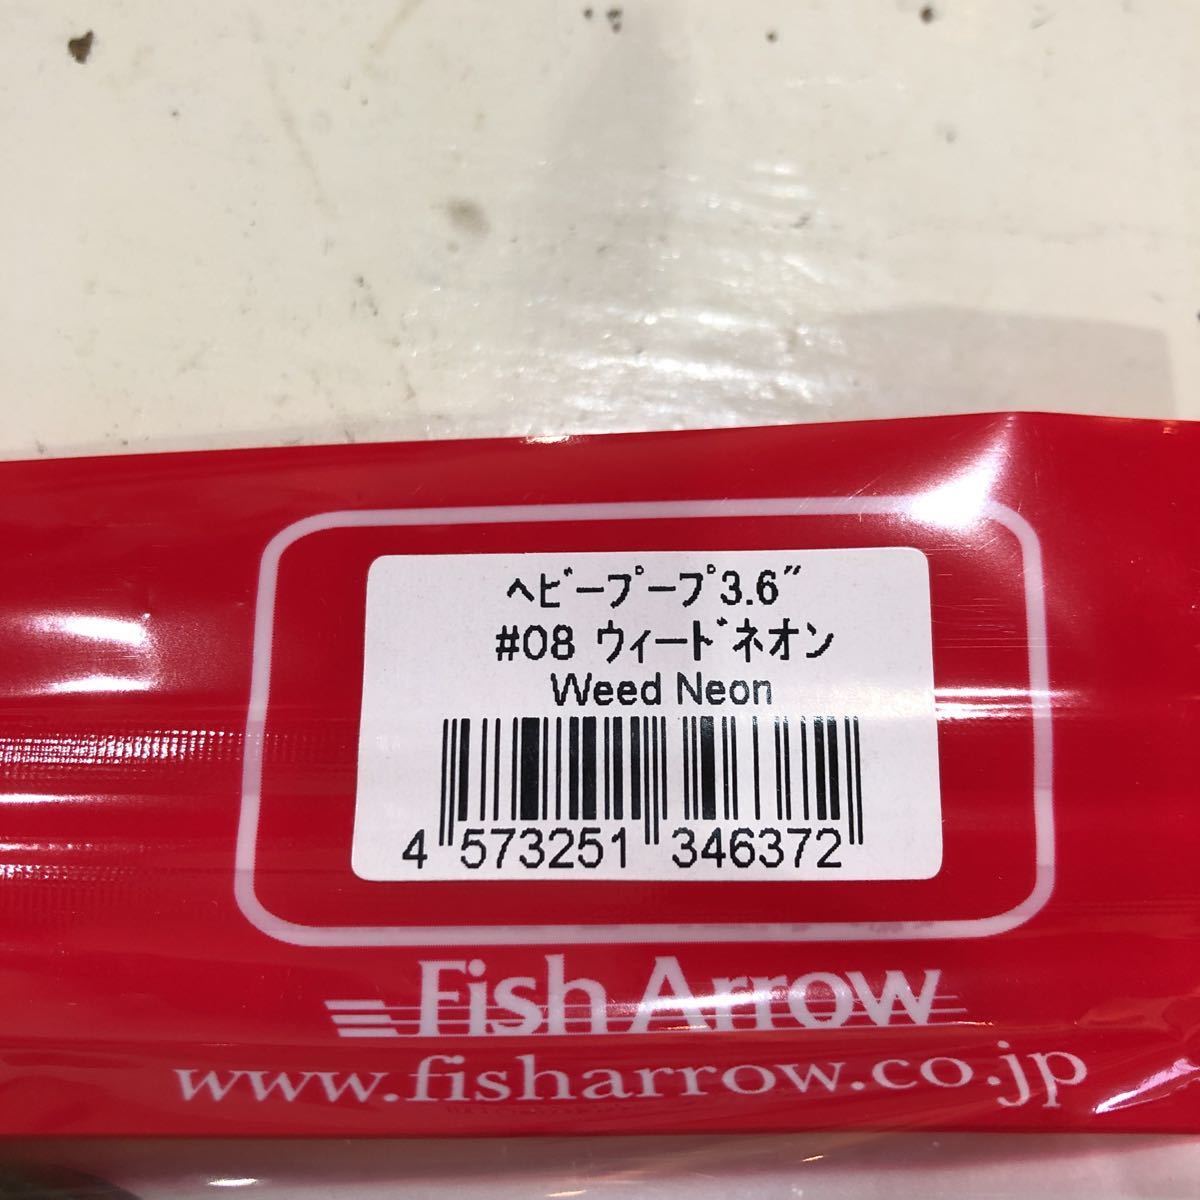 ﾍﾋﾞｰﾌﾟｰﾌﾟ3.6″
#08 ｳｨｰﾄﾞﾈｵﾝ
Weed Neon
4 573251 346372
Fish Arrow
www.fisharrow.co.jp